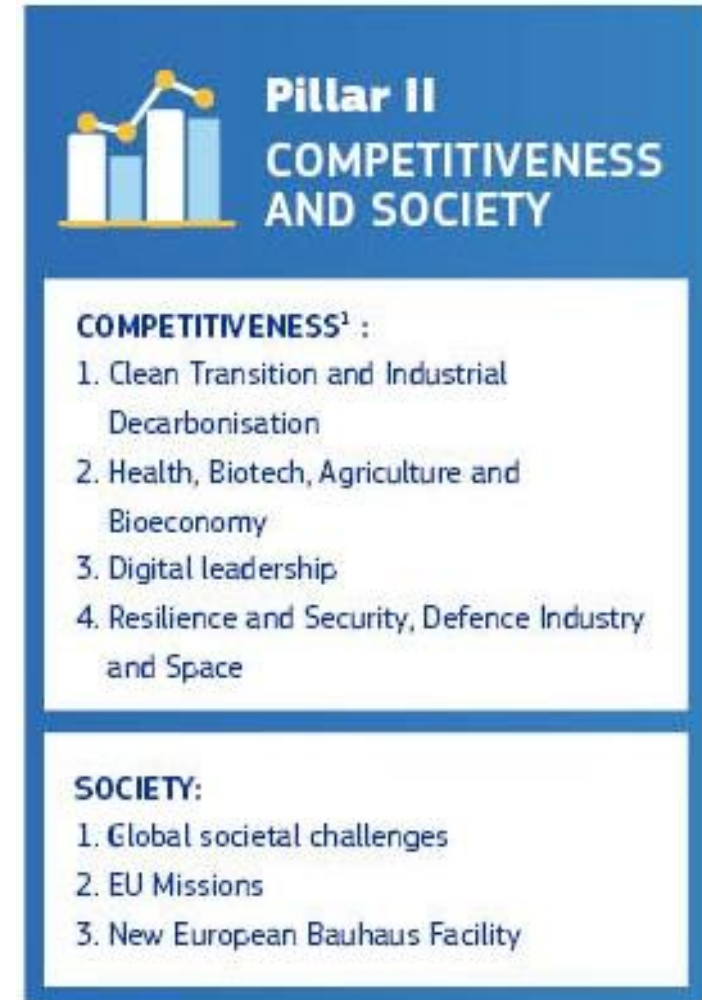 Pillar II
COMPETITIVENESS
AND SOCIETY
COMPETITIVENESS¹ :
1. Clean Transition and Industrial
Decarbonisation
2. Health, Biotech, Agriculture and
Bioeconomy
3. Digital leadership
4. Resilience and Security, Defence Industry
and Space
SOCIETY:
1. Global societal challenges
2. EU Missions
3. New European Bauhaus Facility